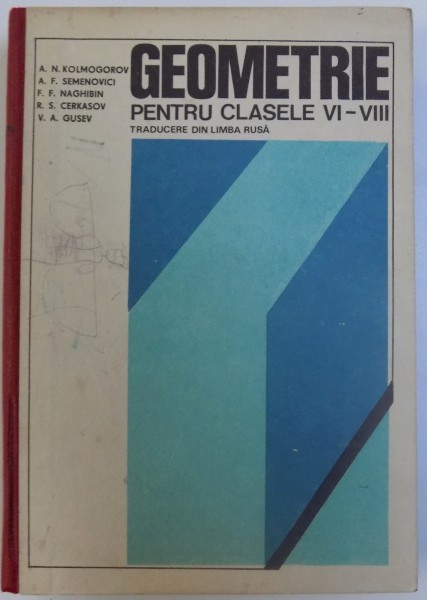 A. N. KOLMOGOROV
A. F. SEMENOVICI
F. F. NAGHIBIN
R. S. CERKASOV
V. A. GUSEV
GEOMETRIE
PENTRU CLASELE VI–VIII
TRADUCERE DIN LIMBA RUSĂ